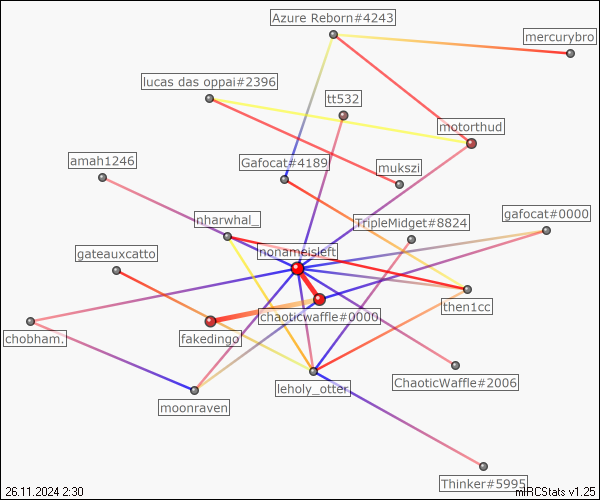 Azure Reborn#4243
mercurybro
lucas das oppai#2396
tt532
motorthud
amah1246
Gafocat#4189
mukszi
nharwhal_
TripleMidget#8824
gafocat#0000
gateauxcatto
nonameisleft
then1cc
chaoticwaffle#0000
chobham.
fakedingo
ChaoticWaffle#2006
leholy_otter
moonraven
Thinker#5995
26.11.2024 2:30
mIRCStats v1.25